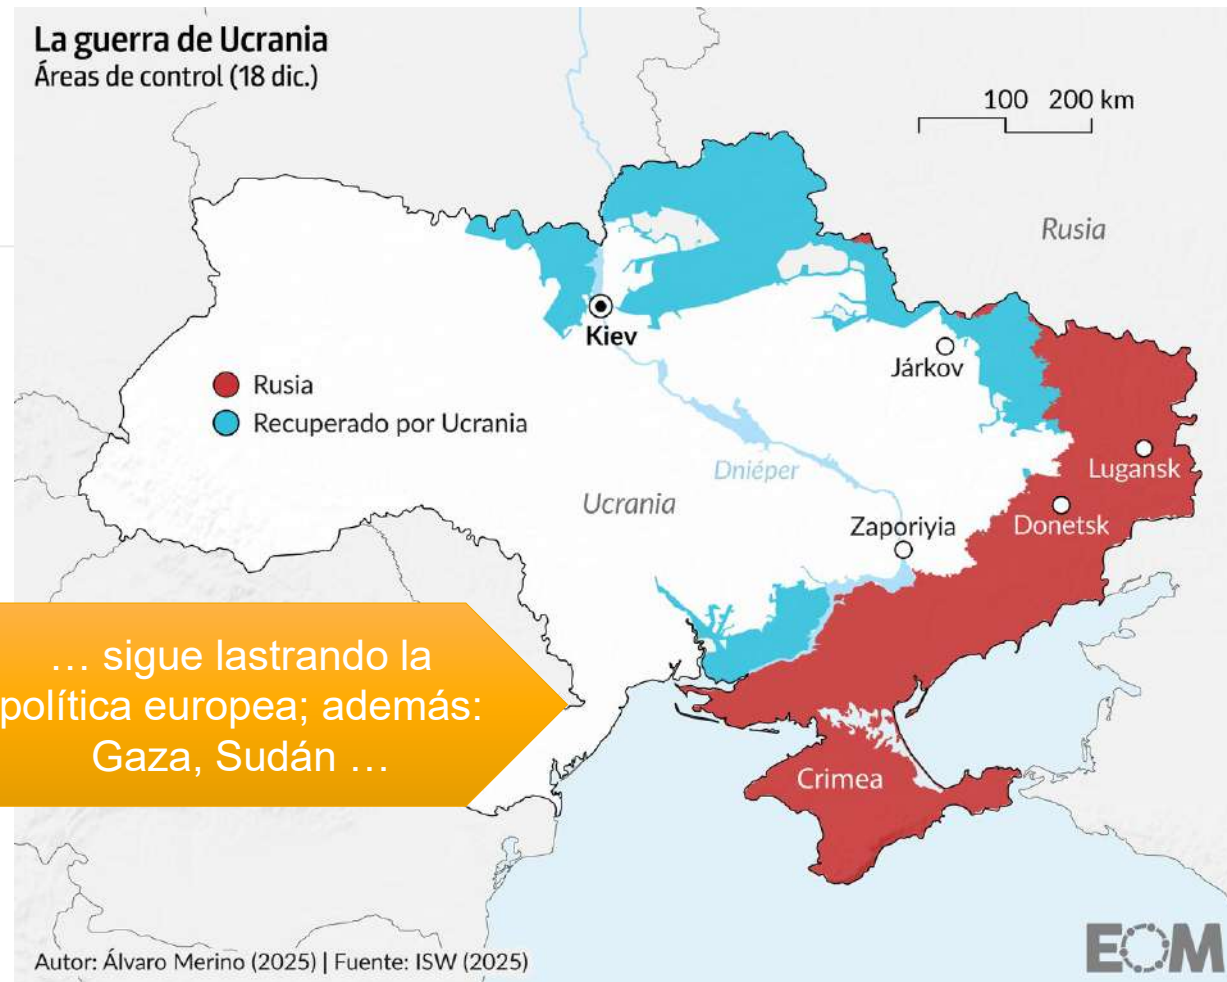 La guerra de Ucrania
Áreas de control (18 dic.)
100 200 km
Rusia
Kiev
Járkov
Rusia
Recuperado por Ucrania
Dniéper
Lugansk
Ucrania
Zaporiyia
Donetsk
… sigue lastrando la
política europea; además:
Gaza, Sudán …
Crimea
Autor: Álvaro Merino (2025) | Fuente: ISW (2025)
EOM